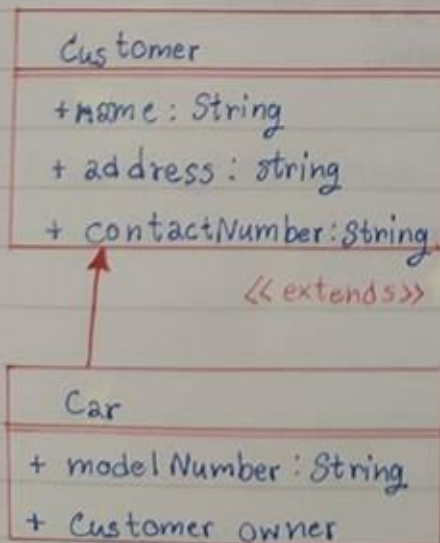 Customer
+name: String
+ address: string
+ contactNumber:String
<<extends>>
Car
+ modelNumber: String
+ Customer owner